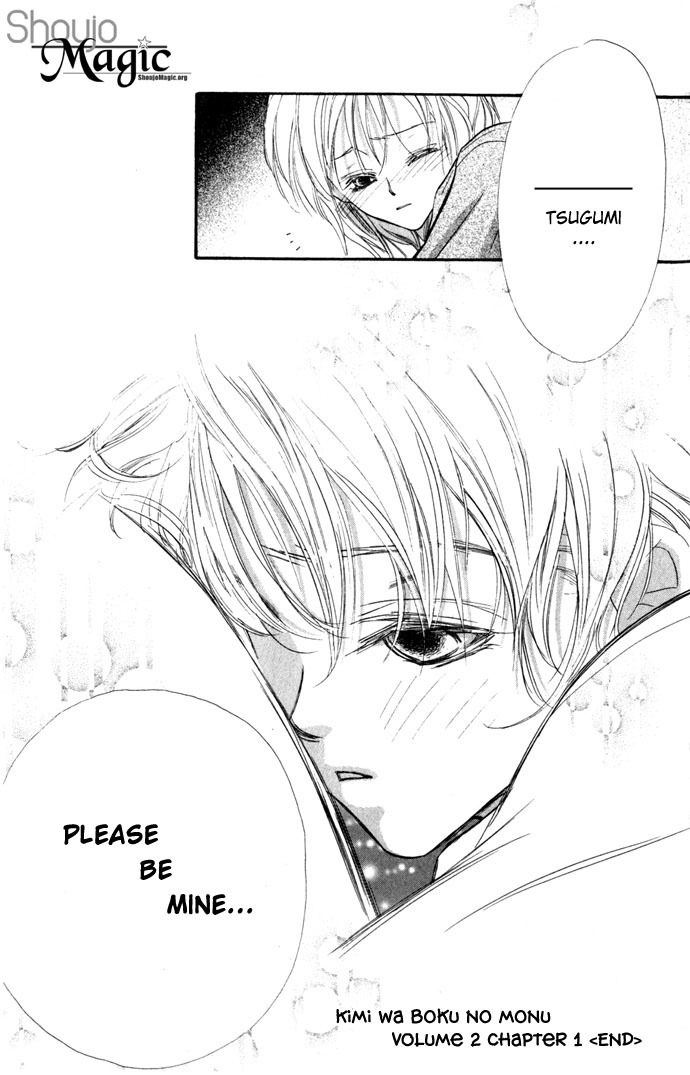 Shoujo
Magic
ShoujoMagic.org
TSUGUMI
....
PLEASE
BE
MINE...
Kimi wa Boku no Monu
Volume 2 Chapter 1 <END>